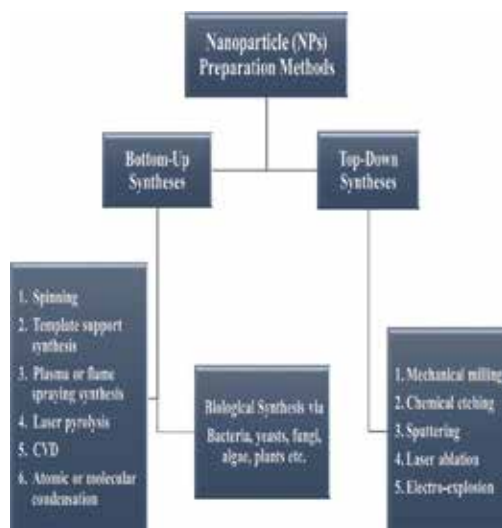 Nanoparticle (NPs)
Preparation Methods
Bottom-Up
Syntheses
Top-Down
Syntheses
1. Spinning
2. Template support
synthesis
3. Plasma or flame
spraying synthesis
4. Laser pyrolysis
5. CVD
6. Atomic or molecular
condensation
Biological Synthesis via
Bacteria, yeasts, fungi,
algae, plants etc.
1. Mechanical milling
2. Chemical etching
3. Sputtering
4. Laser ablation
5. Electro-explosion